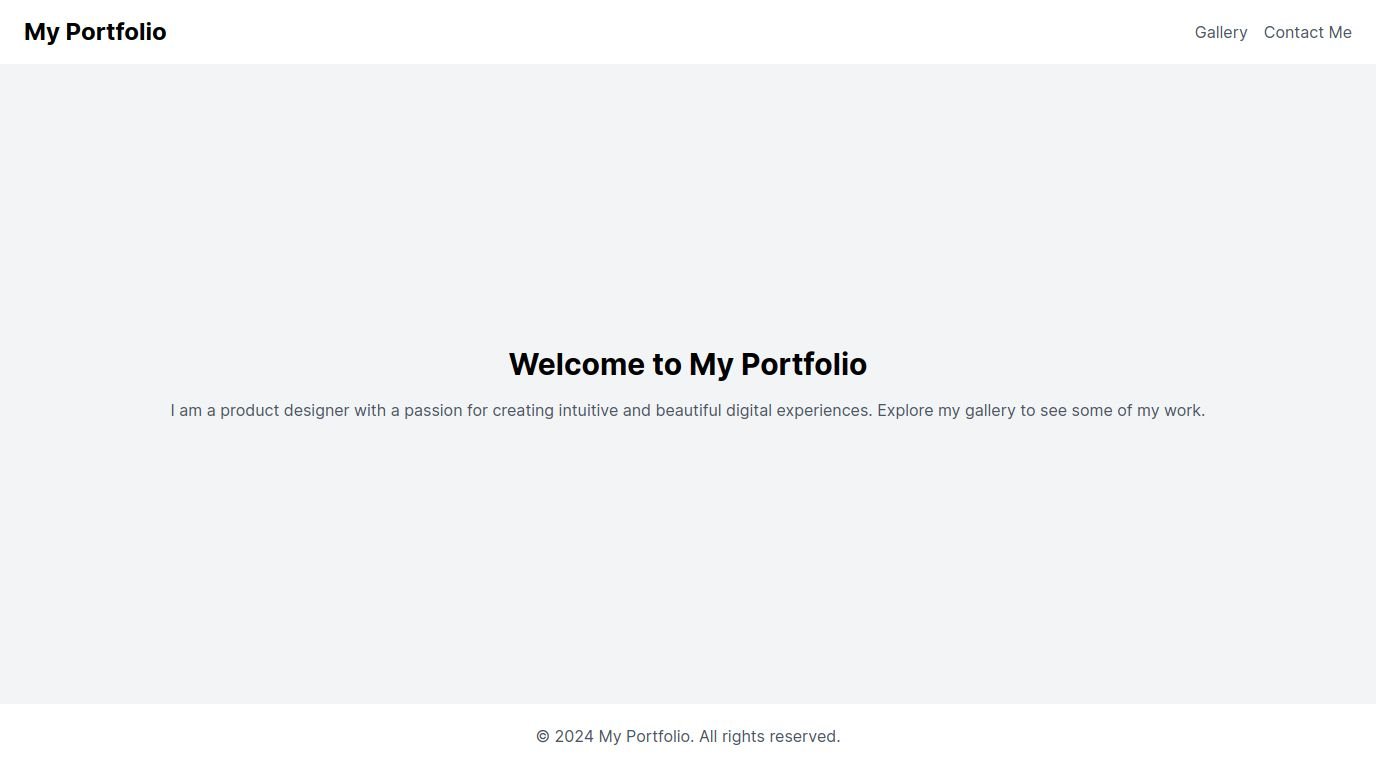 My Portfolio
Gallery
Contact Me
Welcome to My Portfolio
I am a product designer with a passion for creating intuitive and beautiful digital experiences. Explore my gallery to see some of my work.
© 2024 My Portfolio. All rights reserved.